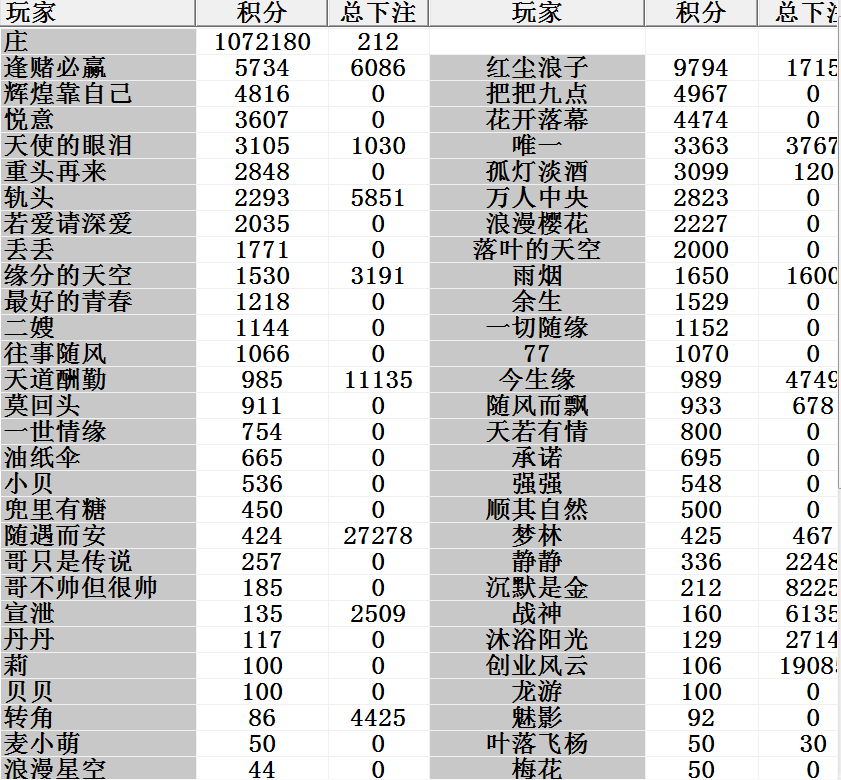 玩家 积分 总下注 玩家 积分 总下注
庄 1072180 212
逢赌必赢 5734 6086 红尘浪子 9794 1715
辉煌靠自己 4816 0 把把九点 4967 0
悦意 3607 0 花开落幕 4474 0
天使的眼泪 3105 1030 唯一 3363 3767
重头再来 2848 0 孤灯淡酒 3099 120
轨头 2293 5851 万人中央 2823 0
若爱请深爱 2035 0 浪漫樱花 2227 0
丢丢 1771 0 落叶的天空 2000 0
缘分的天空 1530 3191 雨烟 1650 1600
最好的青春 1218 0 余生 1529 0
二嫂 1144 0 一切随缘 1152 0
往事随风 1066 0 77 1070 0
天道酬勤 985 11135 今生缘 989 4749
莫回头 911 0 随风而飘 933 678
一世情缘 754 0 天若有情 800 0
油纸伞 665 0 承诺 695 0
小贝 536 0 强强 548 0
兜里有糖 450 0 顺其自然 500 0
随遇而安 424 27278 梦林 425 467
哥只是传说 257 0 静静 336 2248
哥不帅但很帅 185 0 沉默是金 212 8225
宣泄 135 2509 战神 160 6135
丹丹 117 0 沐浴阳光 129 2714
莉 100 0 创业风云 106 19085
贝贝 100 0 龙游 100 0
转角 86 4425 魅影 92 0
麦小萌 50 0 叶落飞杨 50 30
浪漫星空 44 0 梅花 50 0